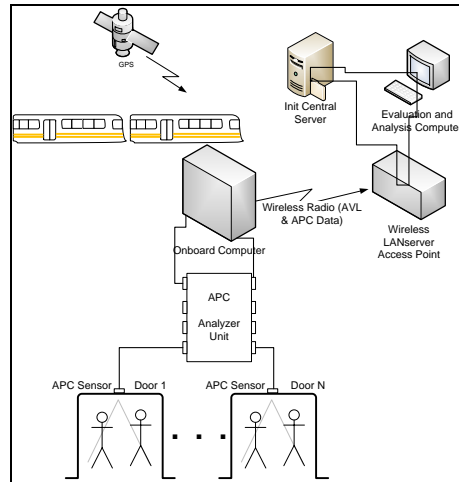 GPS
Init Central
Server
Evaluation and
Analysis Compute
Wireless Radio (AVL
& APC Data)
Onboard Computer
Wireless
LANserver
Access Point
APC
Analyzer
Unit
APC Sensor Door 1 APC Sensor Door N